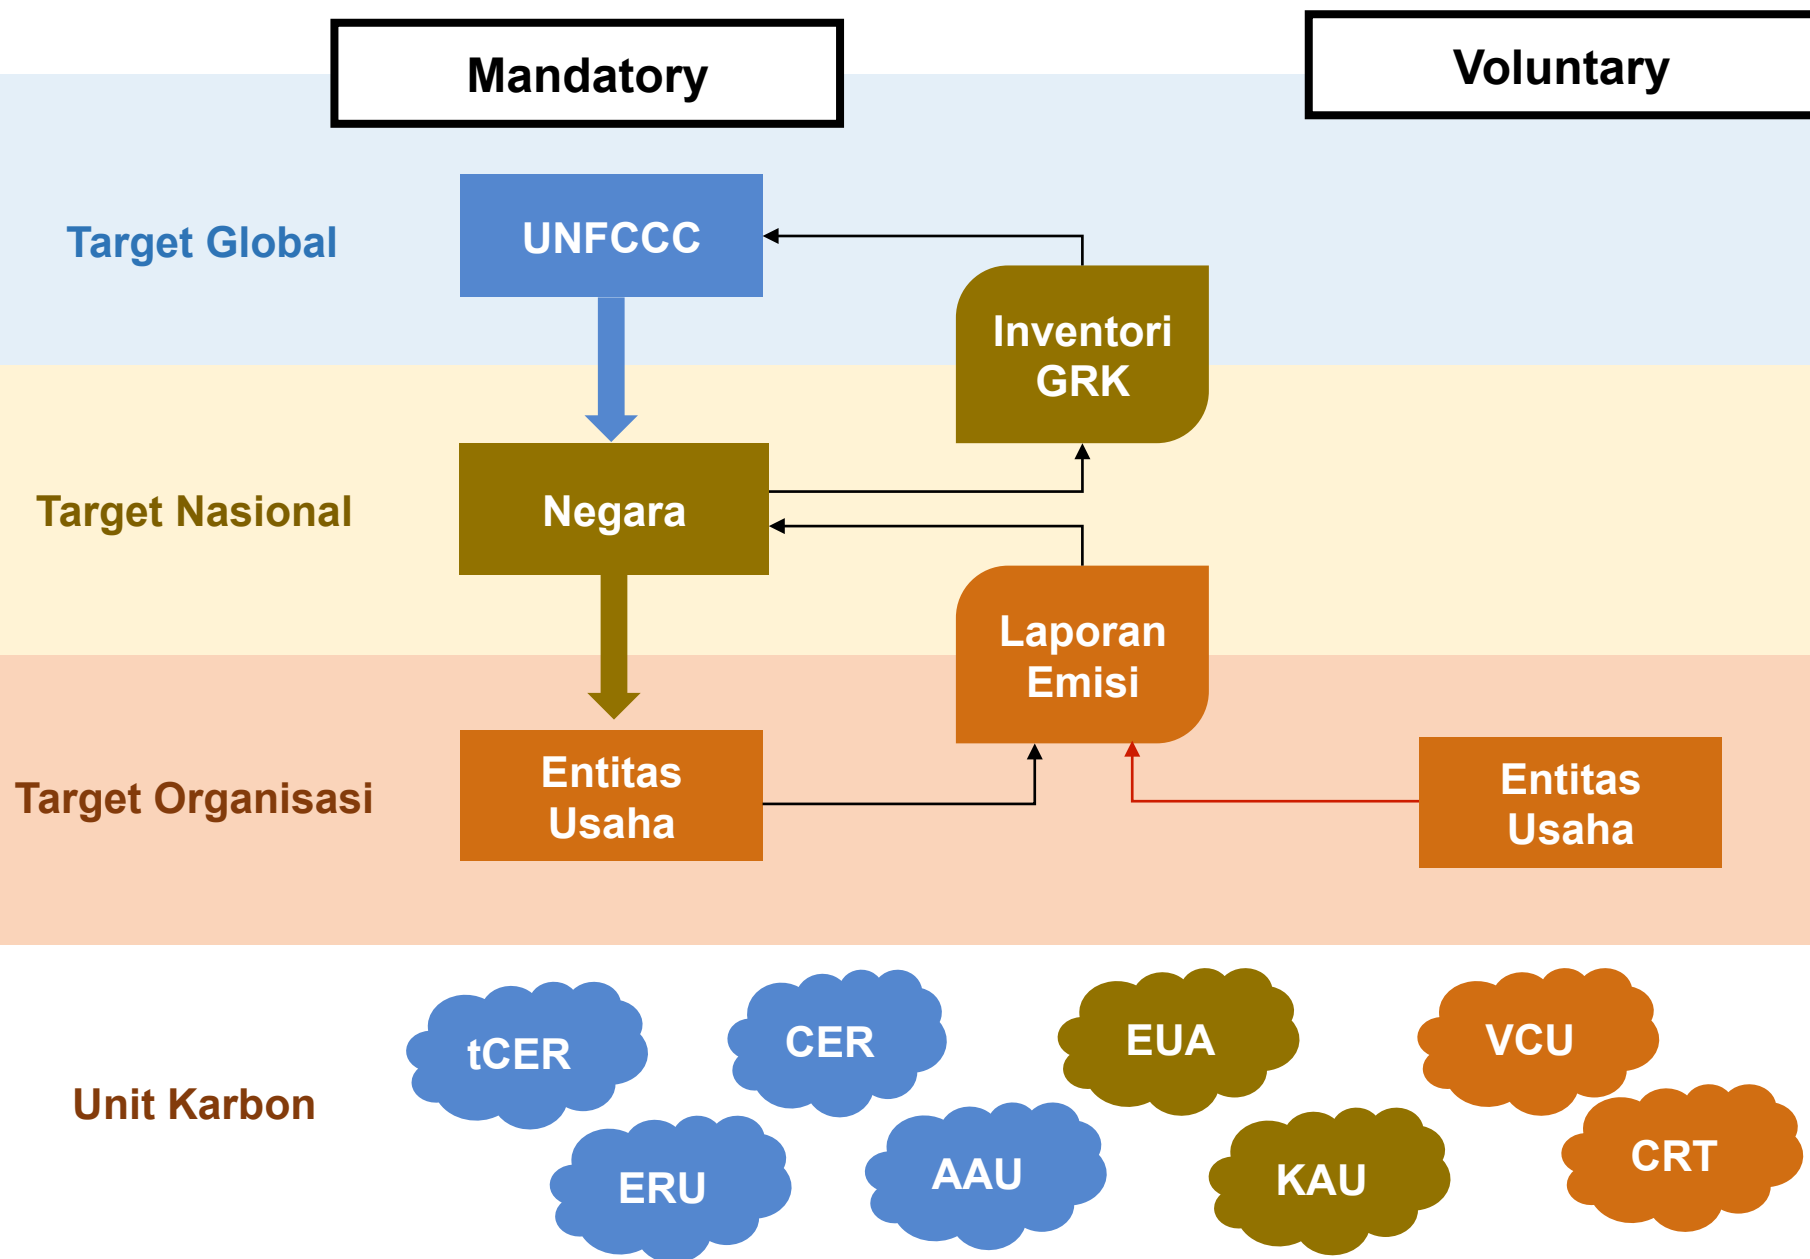 Mandatory
Voluntary
Target Global
UNFCCC
Inventori
GRK
Target Nasional
Negara
Laporan
Emisi
Target Organisasi
Entitas
Usaha
Entitas
Usaha
Unit Karbon
tCER
CER
EUA
VCU
ERU
AAU
KAU
CRT